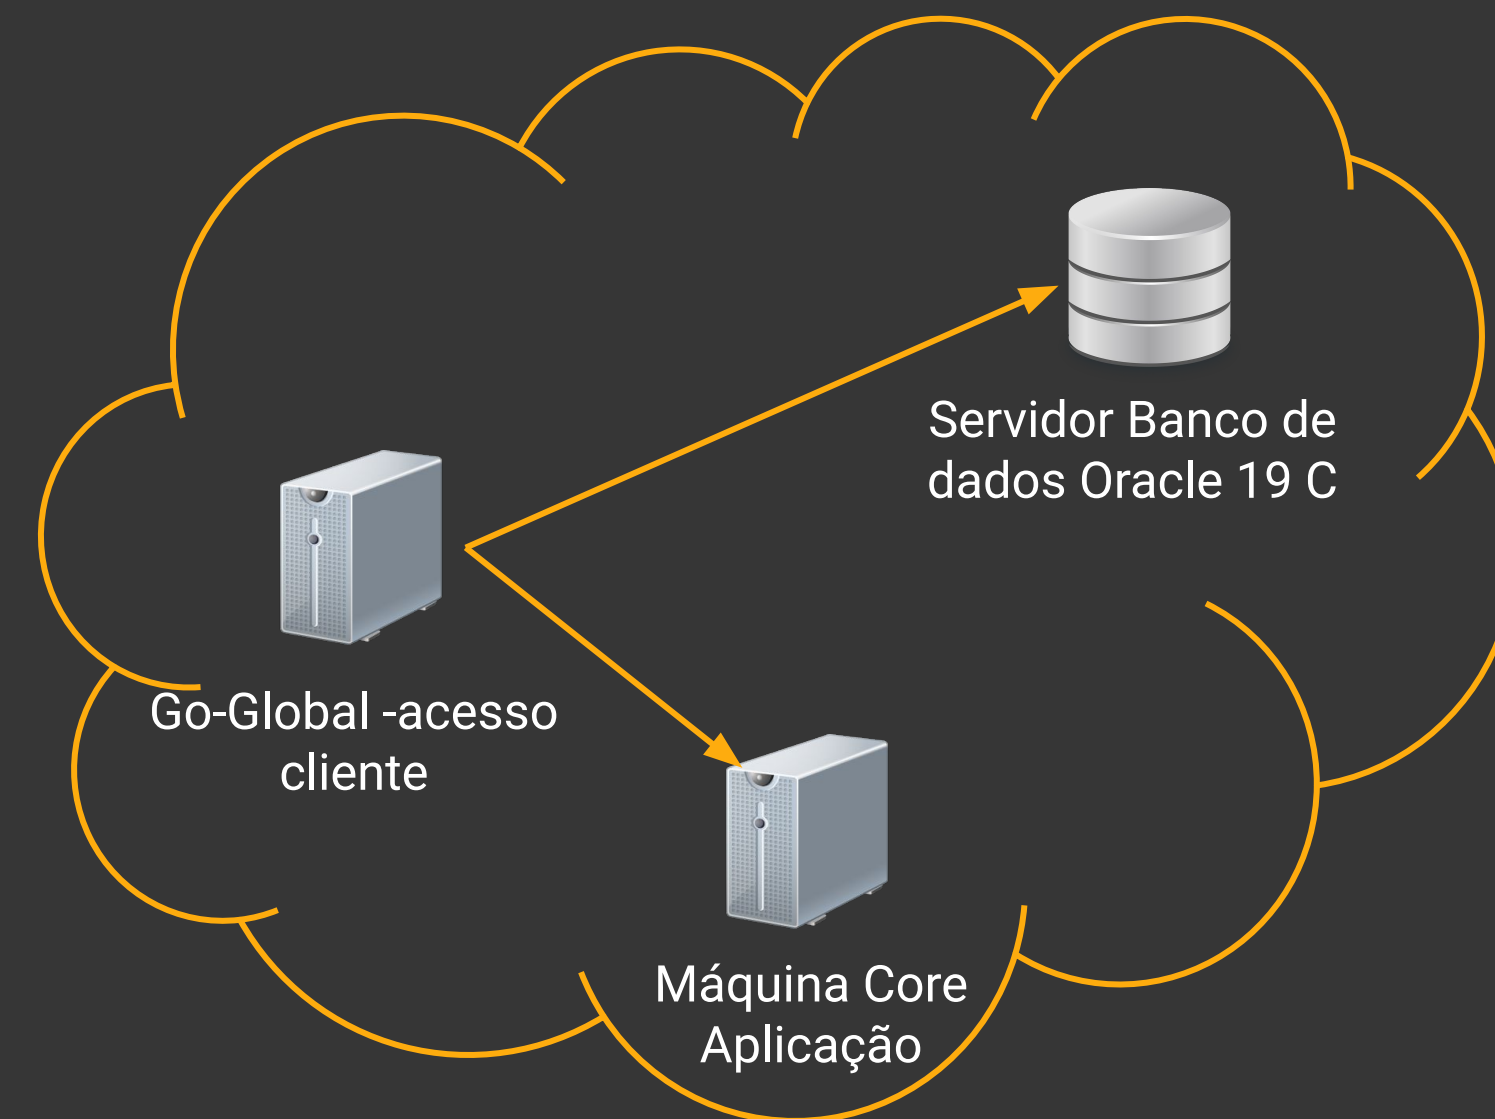 Servidor Banco de
dados Oracle 19 C
Go-Global -acesso
cliente
Máquina Core
Aplicação